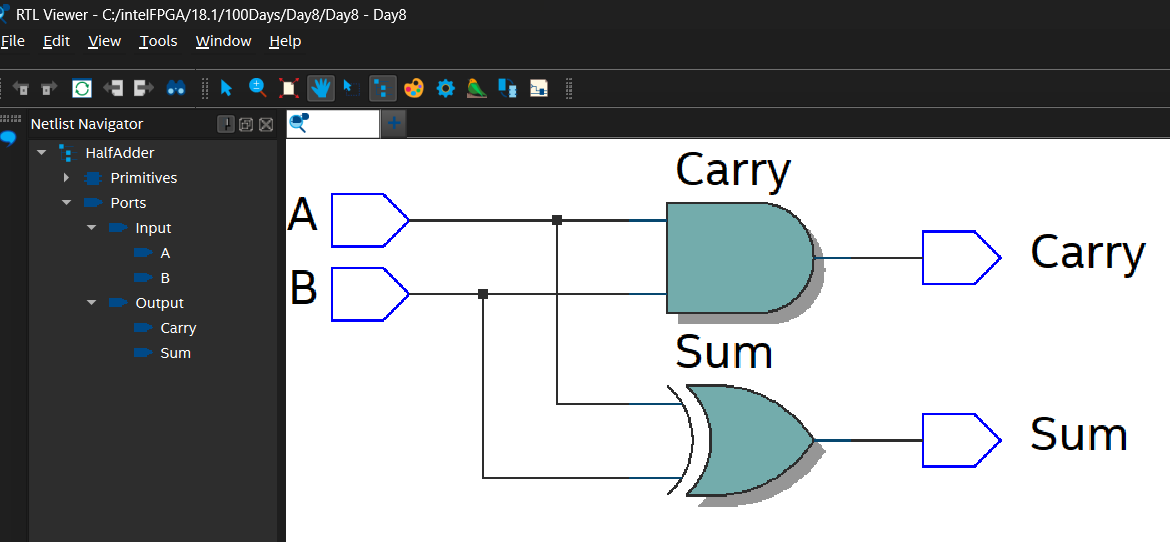 RTL Viewer - C:/intelFPGA/18.1/100Days/Day8/Day8 - Day8
File Edit View Tools Window Help
Netlist Navigator
HalfAdder
Primitives
Ports
Input
A
B
Output
Carry
Sum
Carry
A
Carry
B
Sum
Sum